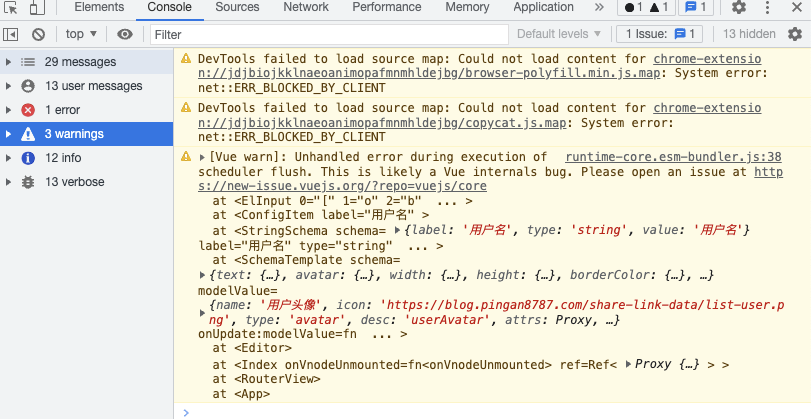 Elements Console Sources Network Performance Memory Application » 1 1 1
top ▼ Filter Default levels ▼ 1 Issue: 1 13 hidden
29 messages
13 user messages
1 error
3 warnings
12 info
13 verbose
DevTools failed to load source map: Could not load content for chrome-extensio
n://jdjbiojkklnaeoanimopafmnmhldejbg/browser-polyfill.min.js.map: System error:
net::ERR_BLOCKED_BY_CLIENT
DevTools failed to load source map: Could not load content for chrome-extensio
n://jdjbiojkklnaeoanimopafmnmhldejbg/copycat.js.map: System error:
net::ERR_BLOCKED_BY_CLIENT
▶[Vue warn]: Unhandled error during execution of runtime-core.esm-bundler.js:38
scheduler flush. This is likely a Vue internals bug. Please open an issue at http
s://new-issue.vuejs.org/?repo=vuejs/core
at <ElInput 0="[" 1="o" 2="b" ... >
at <ConfigItem label="用户名" >
at <StringSchema schema= ▶{label: '用户名', type: 'string', value: '用户名'}
label="用户名" type="string" ... >
at <SchemaTemplate schema=
▶{text: {…}, avatar: {…}, width: {…}, height: {…}, borderColor: {…}, …}
modelValue=
▶{name: '用户头像', icon: 'https://blog.pingan8787.com/share-link-data/list-user.p
ng', type: 'avatar', desc: 'userAvatar', attrs: Proxy, …}
onUpdate:modelValue=fn ... >
at <Editor>
at <Index onVnodeUnmounted=fn<onVnodeUnmounted> ref=Ref< ▶Proxy {…} > >
at <RouterView>
at <App>